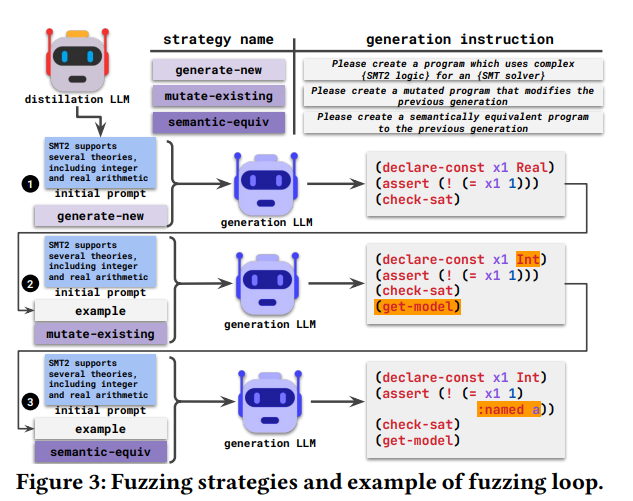 strategy name generation instruction
generate-new Please create a program which uses complex
{SMT2 logic} for an {SMT solver}
mutate-existing Please create a mutated program that modifies the
previous generation
semantic-equiv Please create a semantically equivalent program
to the previous generation
distillation LLM
1
SMT2 supports
several theories,
including integer
and real arithmetic
initial prompt
generate-new
generation LLM
(declare-const x1 Real)
(assert (! (= x1 1)))
(check-sat)
2
SMT2 supports
several theories,
including integer
and real arithmetic
initial prompt
example
mutate-existing
generation LLM
(declare-const x1 Int)
(assert (! (= x1 1)))
(check-sat)
(get-model)
3
SMT2 supports
several theories,
including integer
and real arithmetic
initial prompt
example
semantic-equiv
generation LLM
(declare-const x1 Int)
(assert (! (= x1 1)
:named a))
(check-sat)
(get-model)
Figure 3: Fuzzing strategies and example of fuzzing loop.